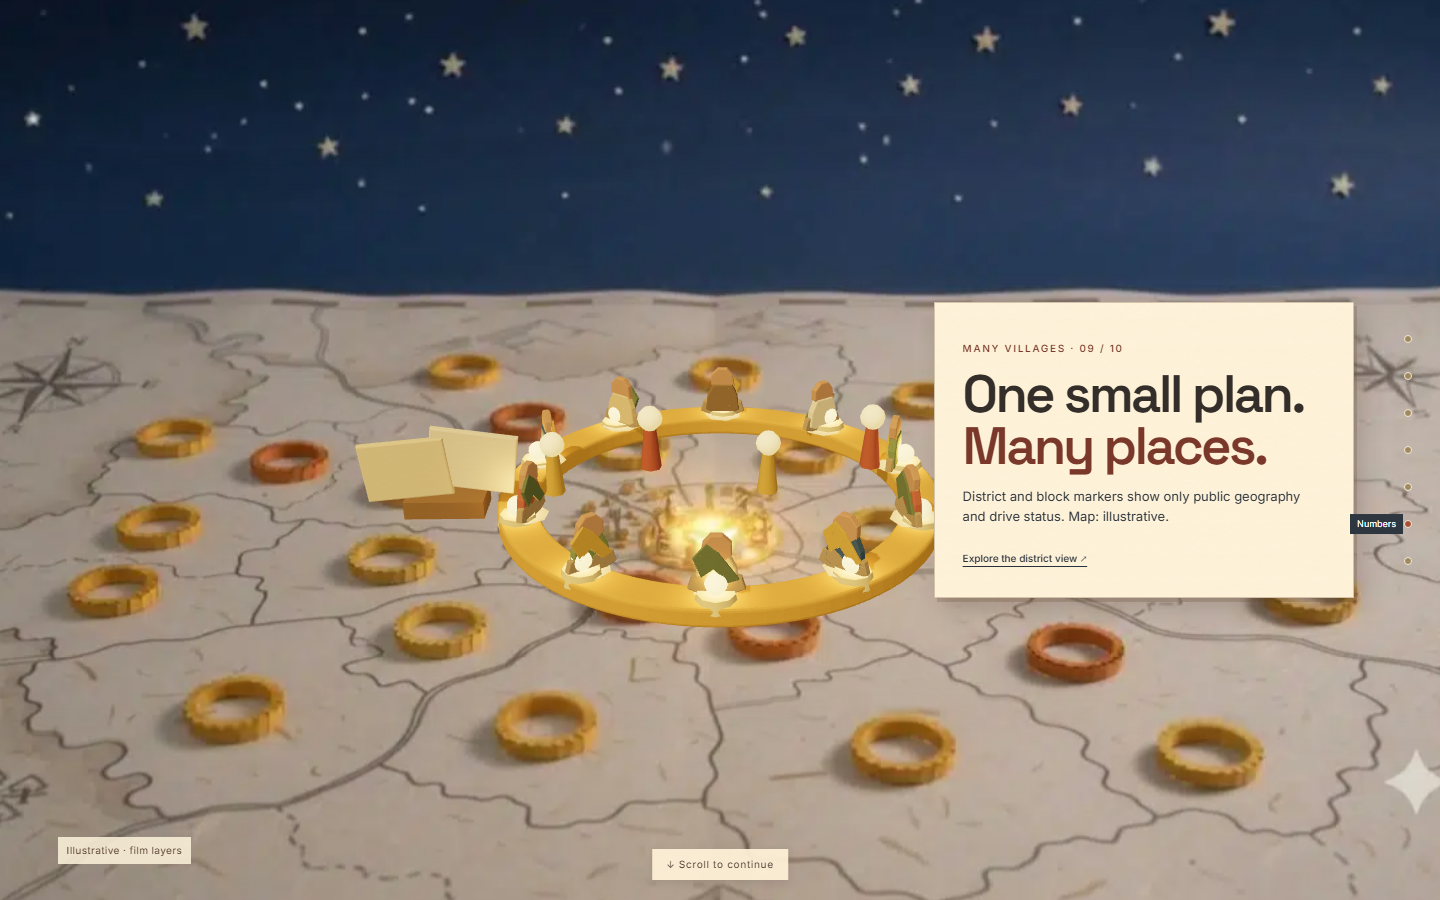 MANY VILLAGES · 09 / 10
One small plan.
Many places.
District and block markers show only public geography
and drive status. Map: illustrative.
Numbers
Explore the district view ↗
Illustrative · film layers
↓ Scroll to continue